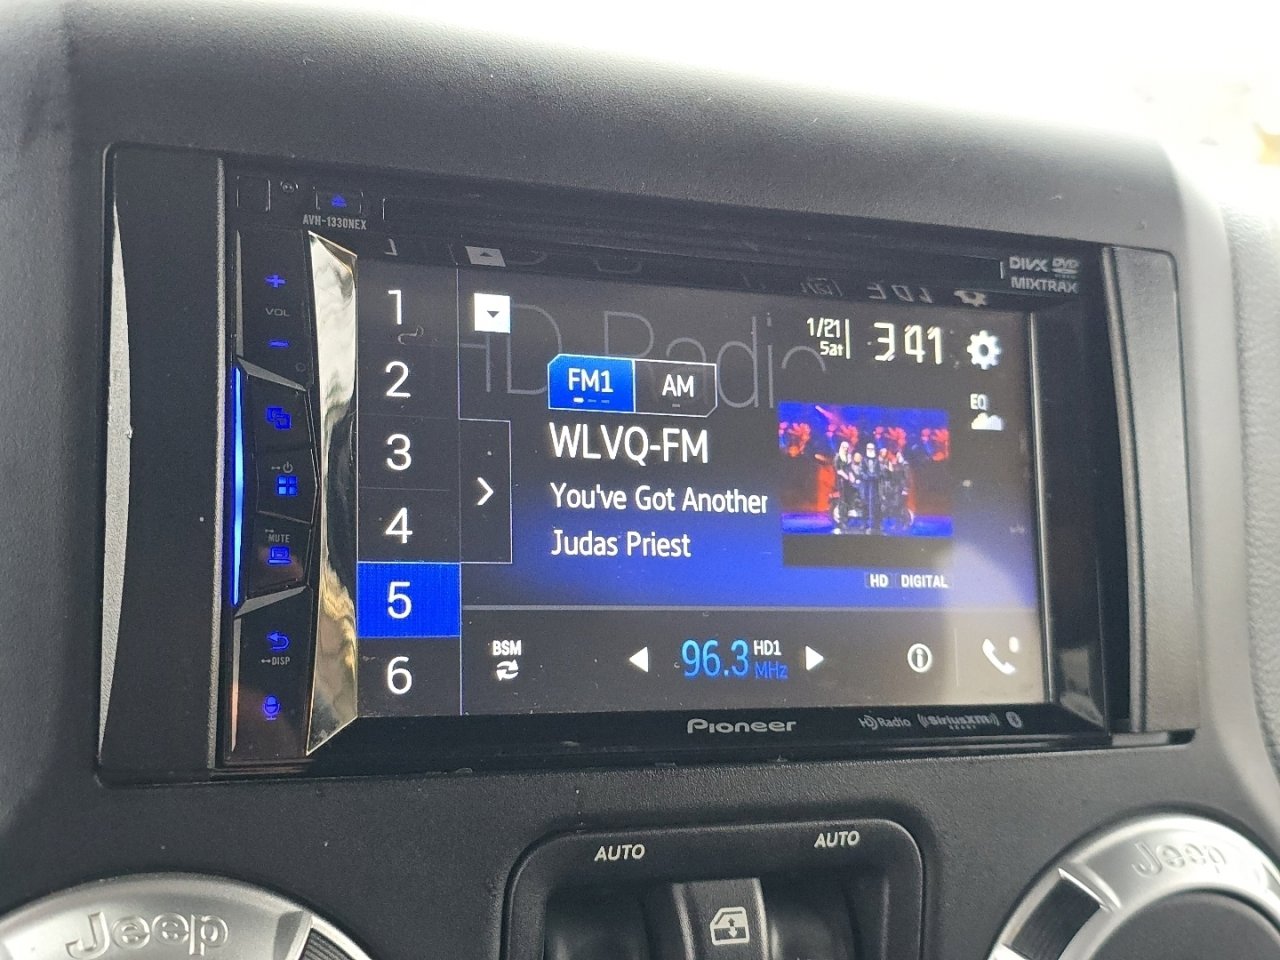 AVH-1330NEX
DIVX DVD
MIXTRAX
VOL
MUTE
DISP
1
2
3
4
5
6
HD Radio
1/21
Sat
3:41
EQ
FM1
AM
WLVQ-FM
You've Got Another
Judas Priest
HD DIGITAL
BSM
96.3 HD1
MHz
Pioneer
HD Radio
SiriusXM
AUTO
AUTO
Jeep
Jeep